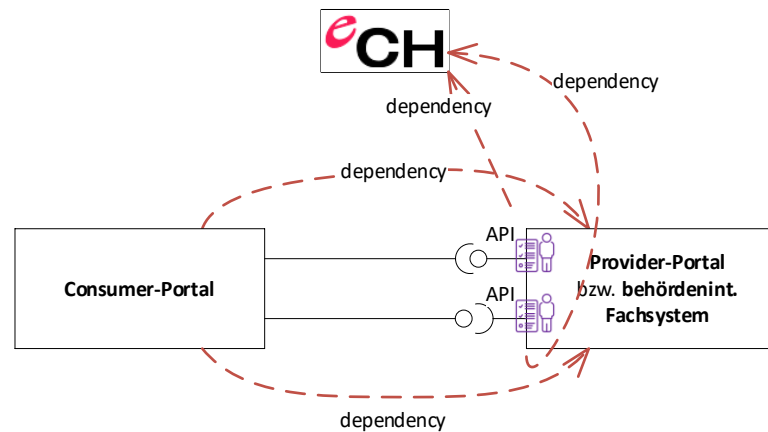 eCH
dependency
dependency
dependency
API
Consumer-Portal
Provider-Portal
bzw. behördenint.
Fachsystem
API
dependency